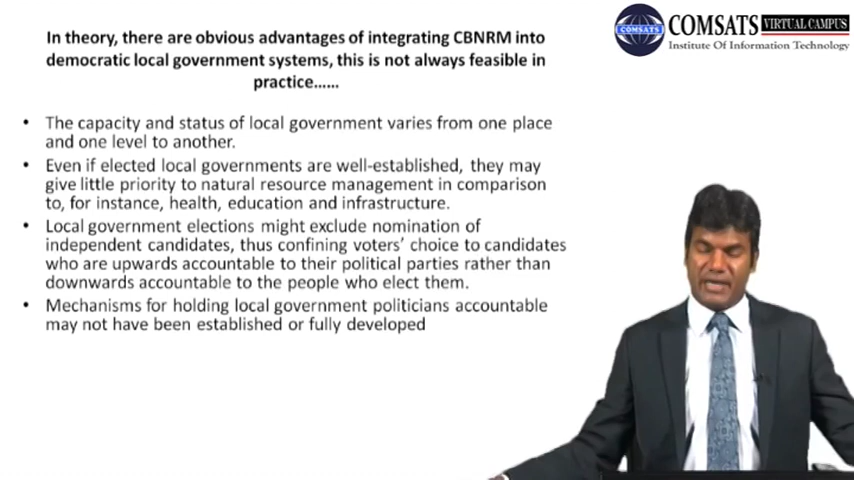 In theory, there are obvious advantages of integrating CBNRM into
democratic local government systems, this is not always feasible in
practice……
• The capacity and status of local government varies from one place
and one level to another.
• Even if elected local governments are well-established, they may
give little priority to natural resource management in comparison
to, for instance, health, education and infrastructure.
• Local government elections might exclude nomination of
independent candidates, thus confining voters' choice to candidates
who are upwards accountable to their political parties rather than
downwards accountable to the people who elect them.
• Mechanisms for holding local government politicians accountable
may not have been established or fully developed
COMSATS
COMSATS VIRTUAL CAMPUS
Institute Of Information Technology